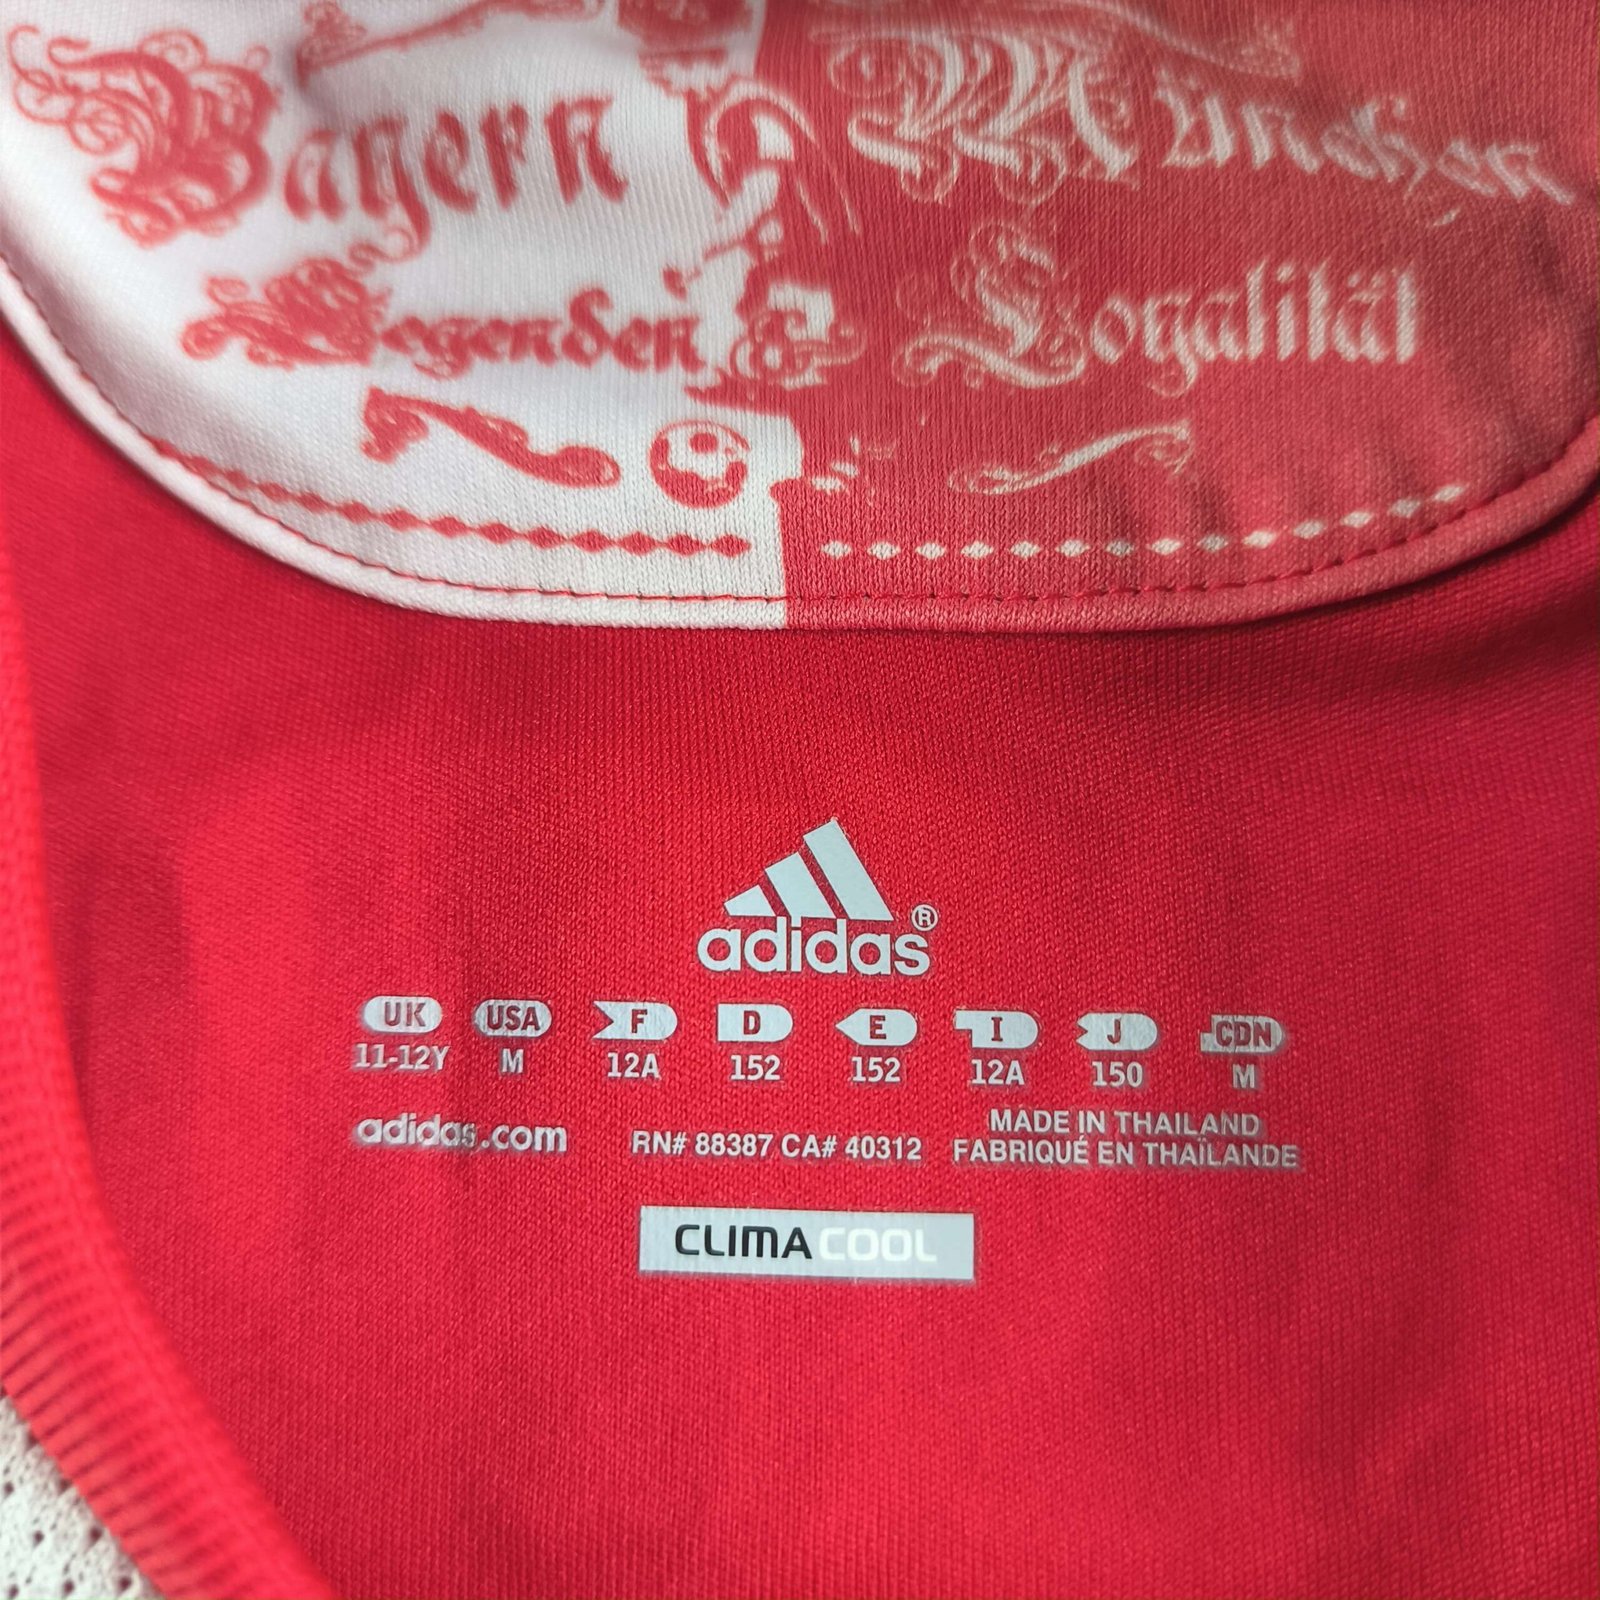 Bayern München
Legenden & Loyalität
adidas®
UK USA F D E I J CDN
11-12Y M 12A 152 152 12A 150 M
adidas.com RN# 88387 CA# 40312 MADE IN THAILAND
FABRIQUÉ EN THAÏLANDE
CLIMACOOL